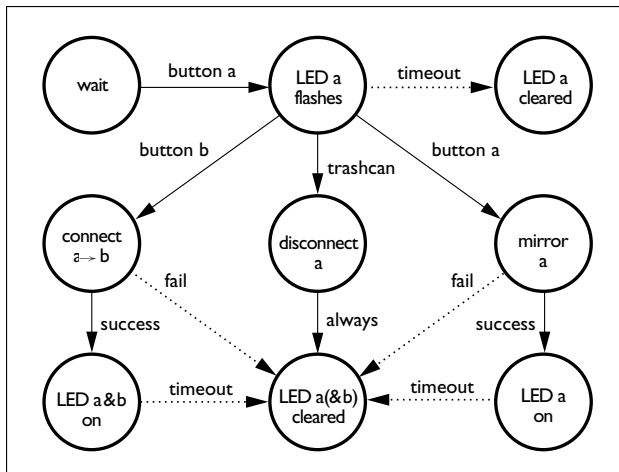 wait
button a
LED a
flashes
timeout
LED a
cleared
button b
trashcan
button a
connect
a→ b
disconnect
a
mirror
a
fail
fail
success
always
success
LED a & b
on
timeout
LED a(& b)
cleared
timeout
LED a
on